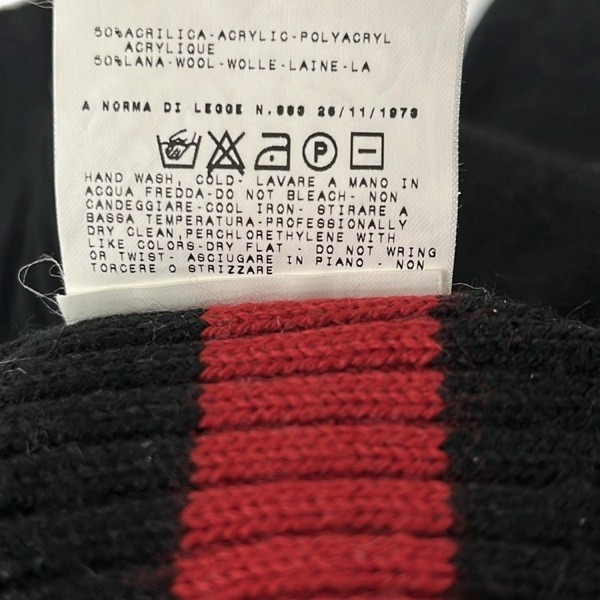 50%ACRILICA-ACRYLIC-POLYACRYL
ACRYLIQUE
50%LANA-WOOL-WOLLE-LAINE-LA
A NORMA DI LEGGE N.883 26/11/1973
P
HAND WASH, COLD- LAVARE A MANO IN
ACQUA FREDDA-DO NOT BLEACH- NON
CANDEGGIARE-COOL IRON- STIRARE A
BASSA TEMPERATURA-PROFESSIONALLY
DRY CLEAN,PERCHLORETHYLENE WITH
LIKE COLORS-DRY FLAT - DO NOT WRING
OR TWIST- ASCIUGARE IN PIANO - NON
TORCERE O STRIZZARE